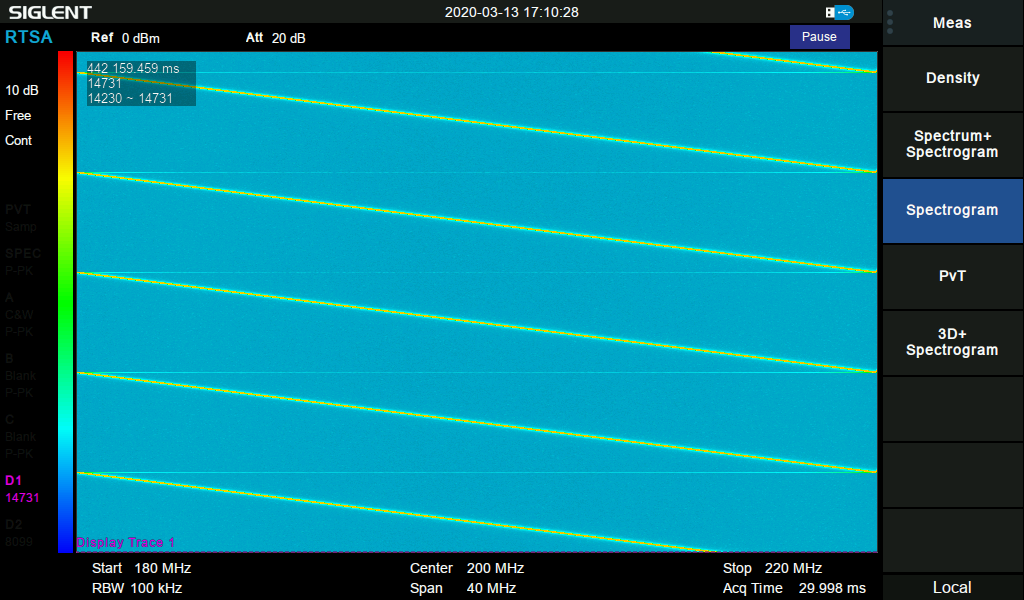 SIGLENT
2020-03-13 17:10:28
RTSA
Ref 0 dBm
Att 20 dB
Pause
10 dB
Free
Cont
442 159.459 ms
14731
14230 ~ 14731
PVT
Samp
SPEC
P-PK
A
C&W
P-PK
B
Blank
P-PK
C
Blank
P-PK
D1
14731
D2
8099
Display Trace 1
Start 180 MHz
Center 200 MHz
Stop 220 MHz
RBW 100 kHz
Span 40 MHz
Acq Time 29.998 ms
Meas
Density
Spectrum+
Spectrogram
Spectrogram
PvT
3D+
Spectrogram
Local